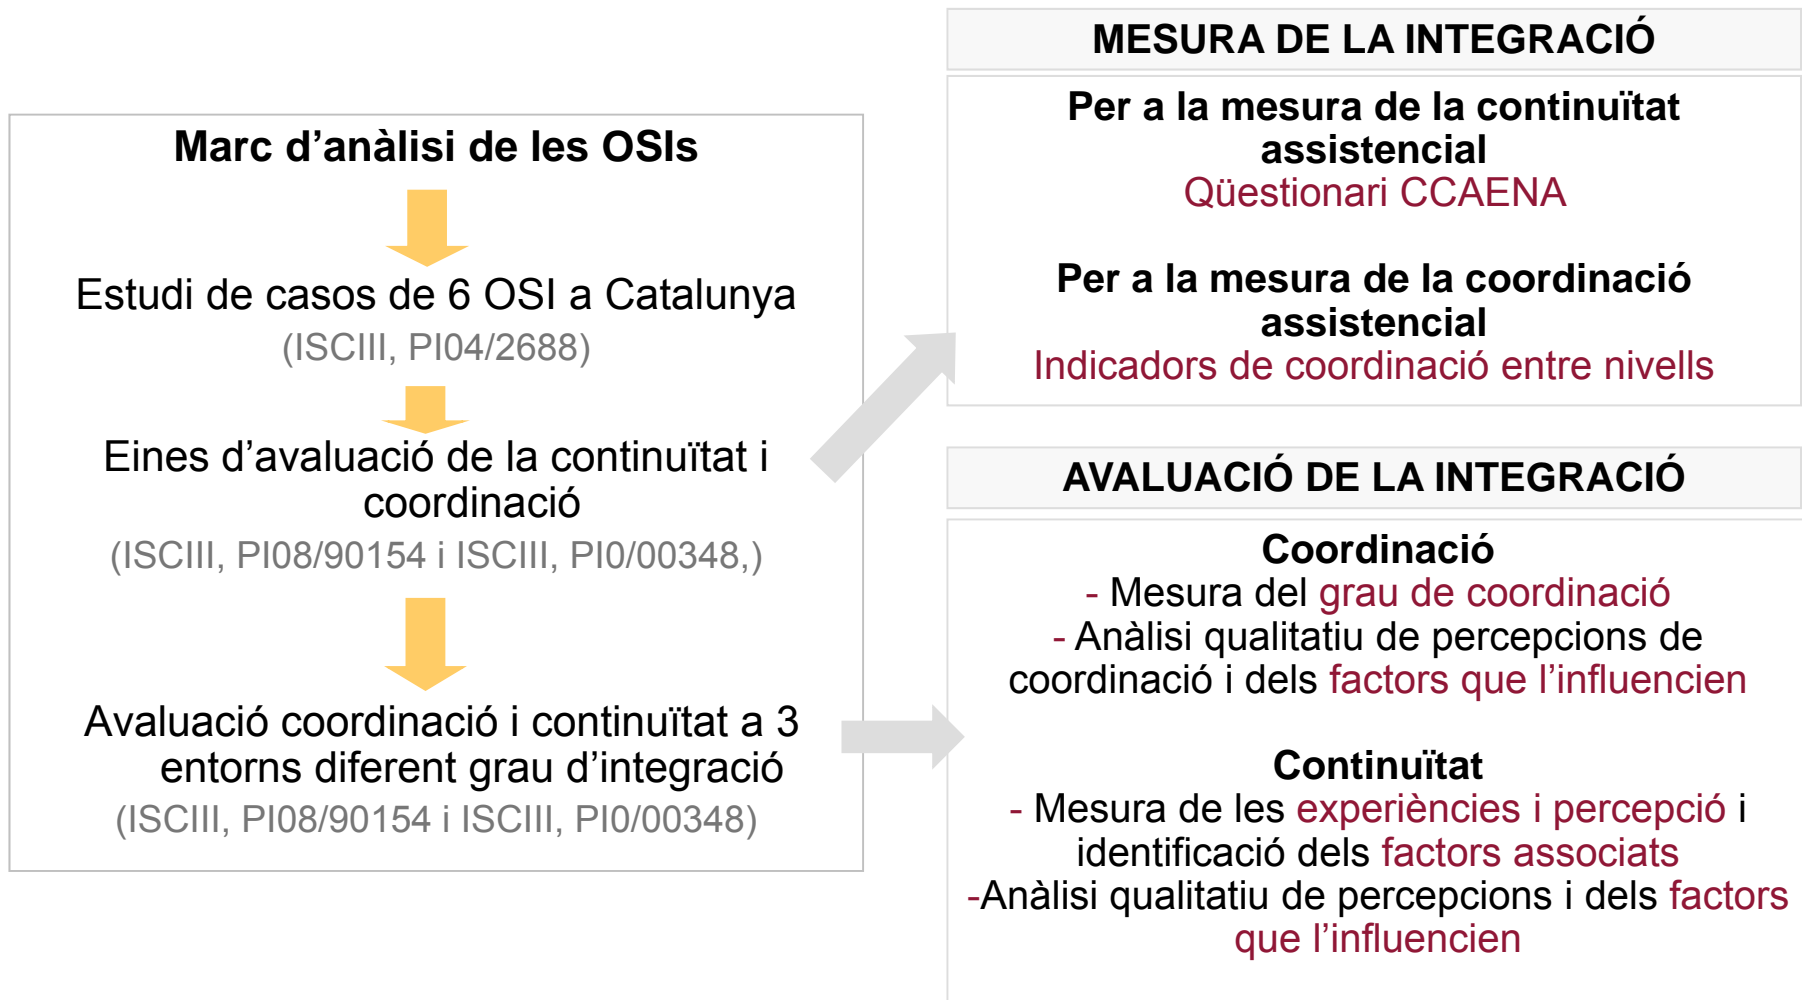 Marc d'anàlisi de les OSIs
Estudi de casos de 6 OSI a Catalunya
(ISCIII, PI04/2688)
Eines d'avaluació de la continuïtat i
coordinació
(ISCIII, PI08/90154 i ISCIII, PI0/00348,)
Avaluació coordinació i continuïtat a 3
entorns diferent grau d'integració
(ISCIII, PI08/90154 i ISCIII, PI0/00348)
MESURA DE LA INTEGRACIÓ
Per a la mesura de la continuïtat
assistencial
Qüestionari CCAENA
Per a la mesura de la coordinació
assistencial
Indicadors de coordinació entre nivells
AVALUACIÓ DE LA INTEGRACIÓ
Coordinació
- Mesura del grau de coordinació
- Anàlisi qualitatiu de percepcions de
coordinació i dels factors que l'influencien
Continuïtat
- Mesura de les experiències i percepció i
identificació dels factors associats
-Anàlisi qualitatiu de percepcions i dels factors
que l'influencien